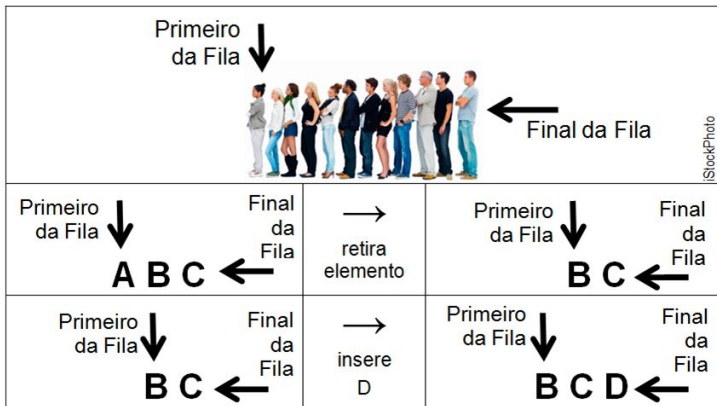 Primeiro
da Fila
Final da Fila
iStockPhoto
Primeiro
da Fila
Final
da
Fila
A B C
→
retira
elemento
Primeiro
da Fila
Final
da
Fila
B C
Primeiro
da Fila
Final
da
Fila
B C
→
insere
D
Primeiro
da Fila
Final
da
Fila
B C D